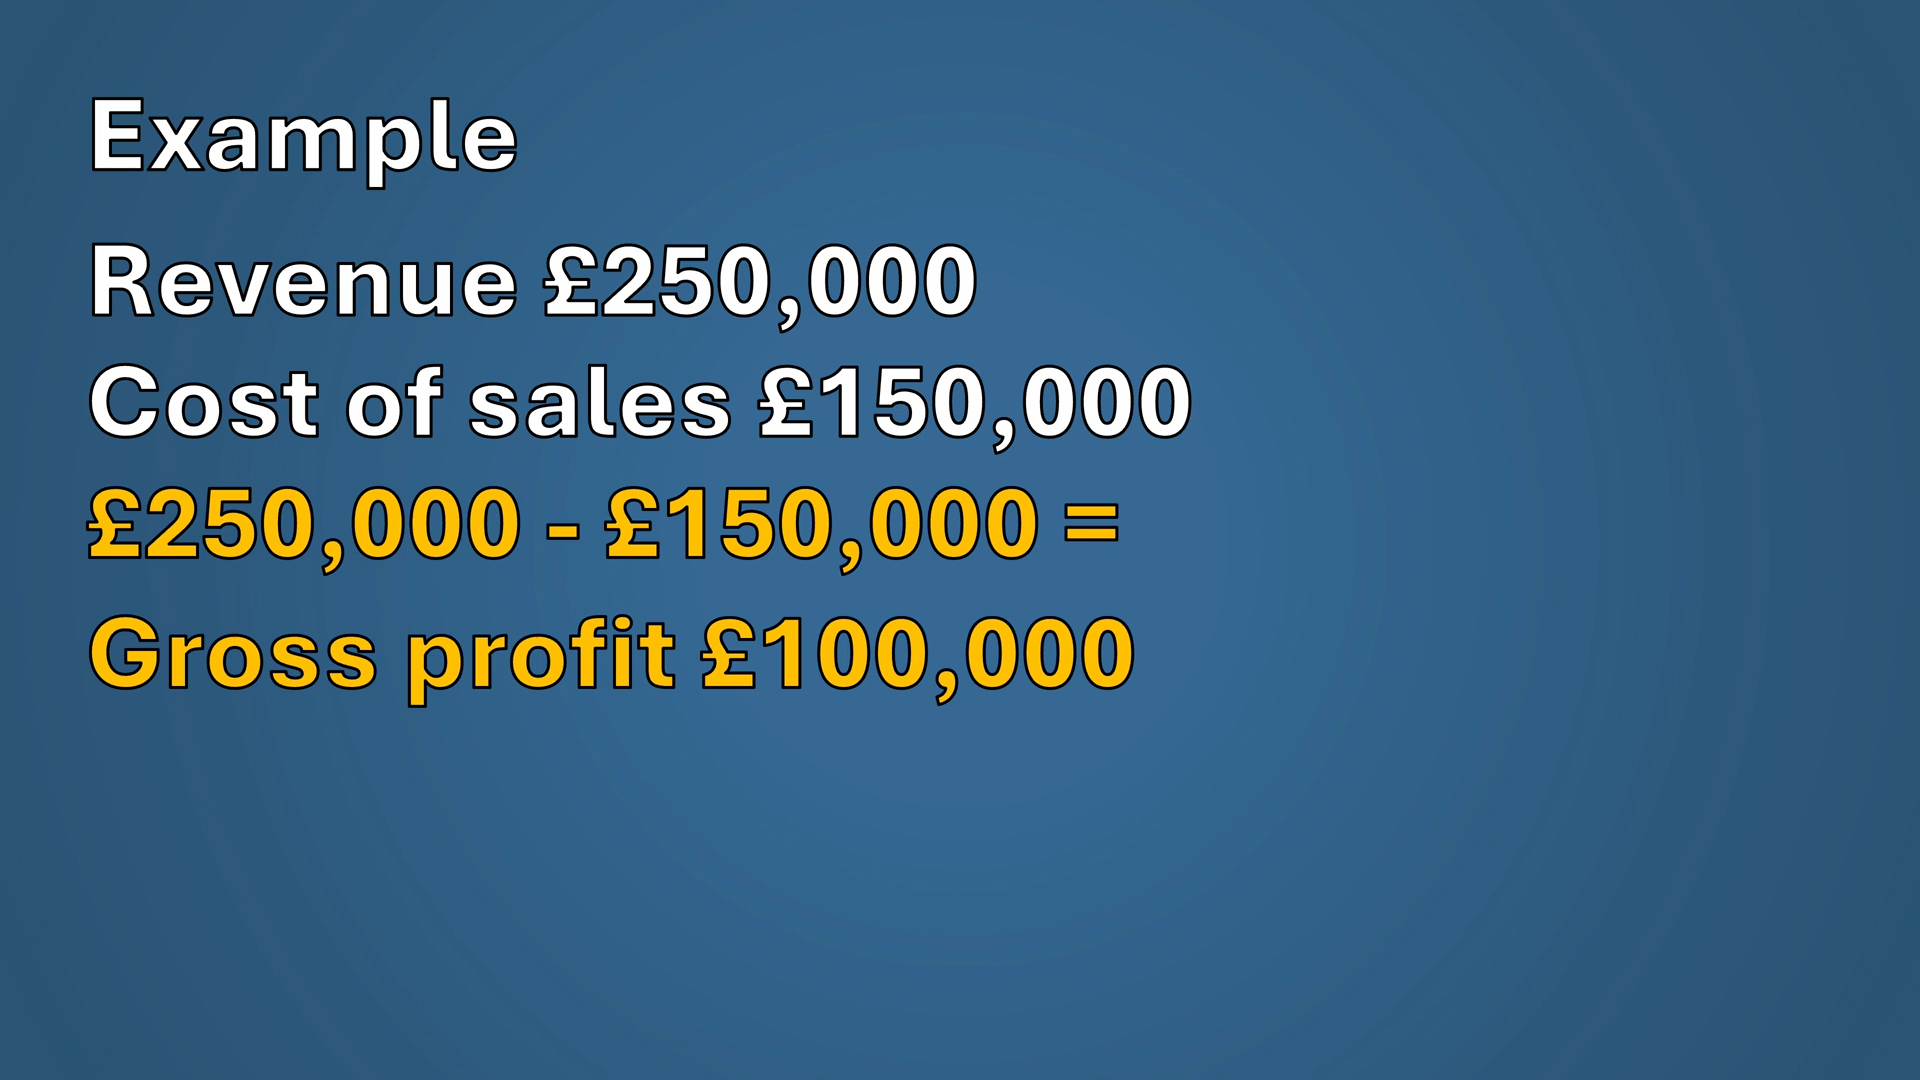 Example
Revenue £250,000
Cost of sales £150,000
£250,000 - £150,000 =
Gross profit £100,000